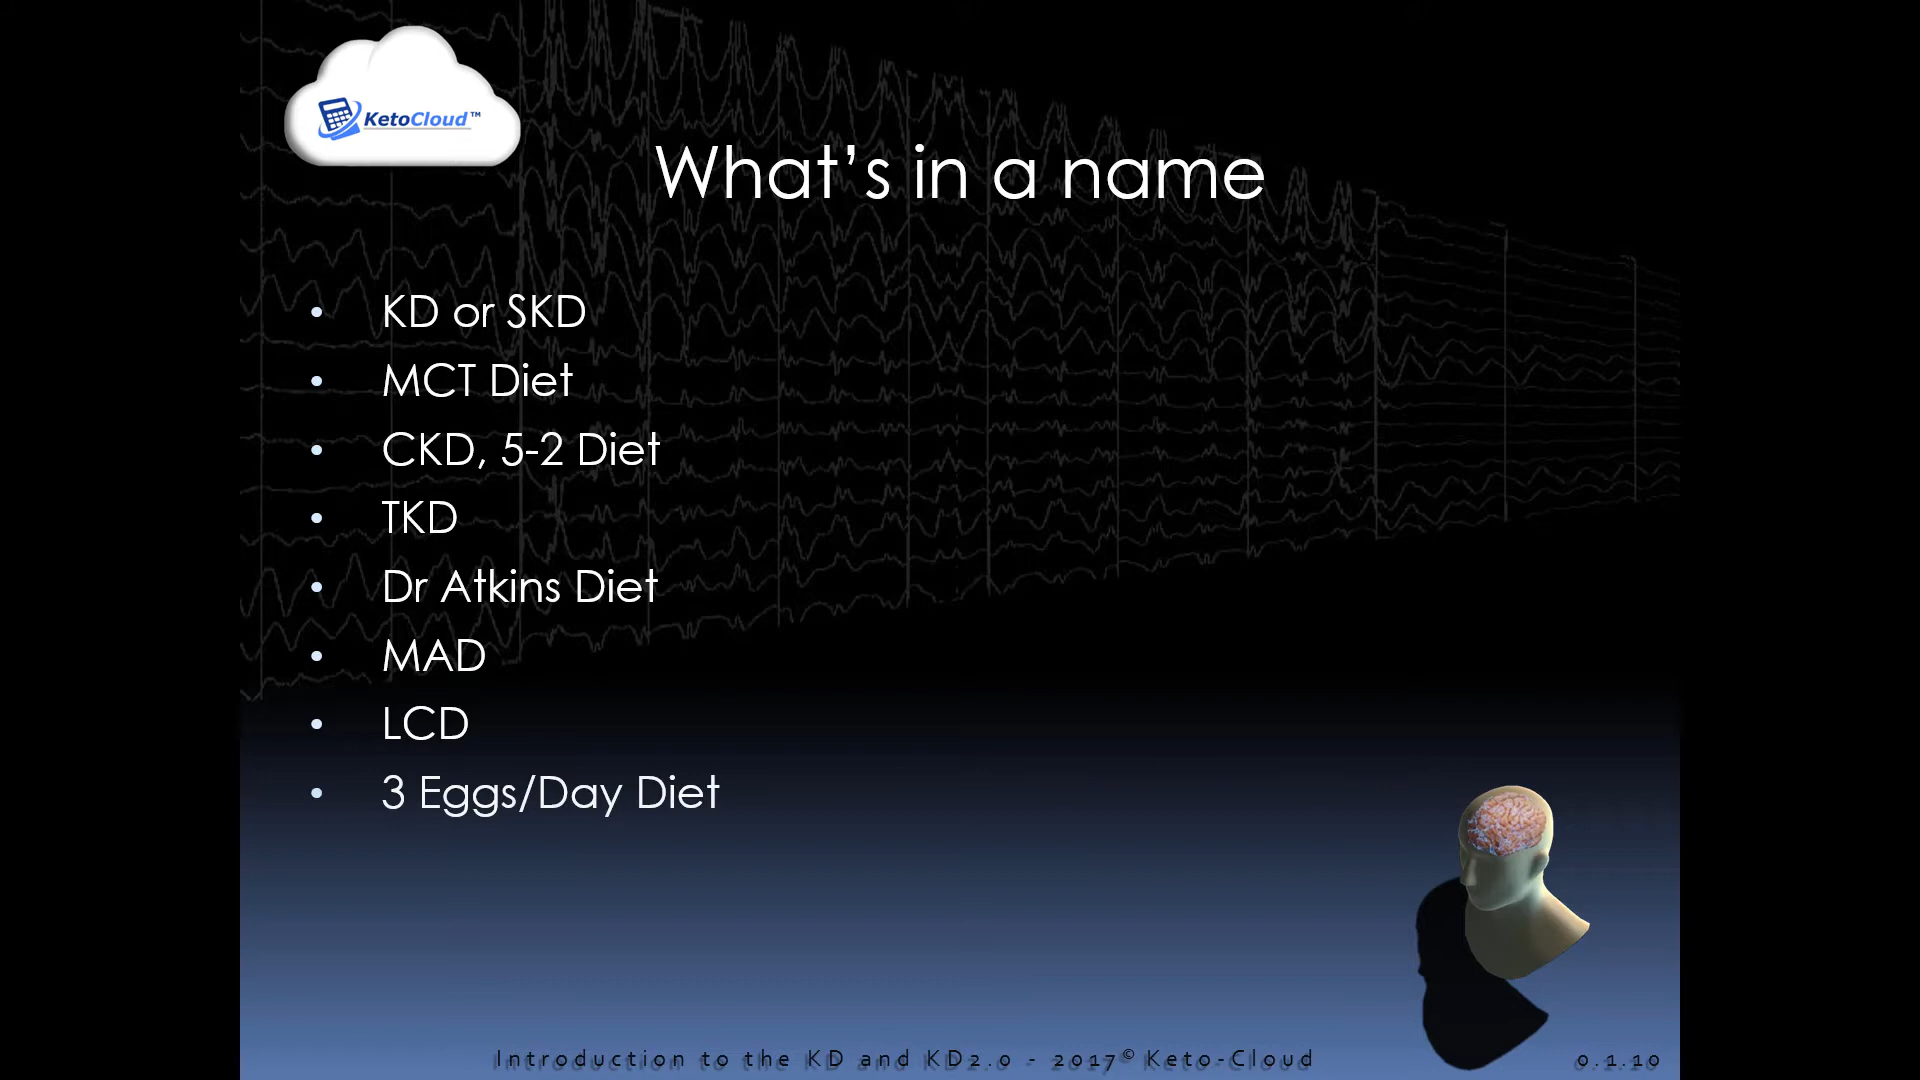 KetoCloud™
What’s in a name
• KD or SKD
• MCT Diet
• CKD, 5-2 Diet
• TKD
• Dr Atkins Diet
• MAD
• LCD
• 3 Eggs/Day Diet
Introduction to the KD and KD2.0 - 2017© Keto-Cloud
0.1.10